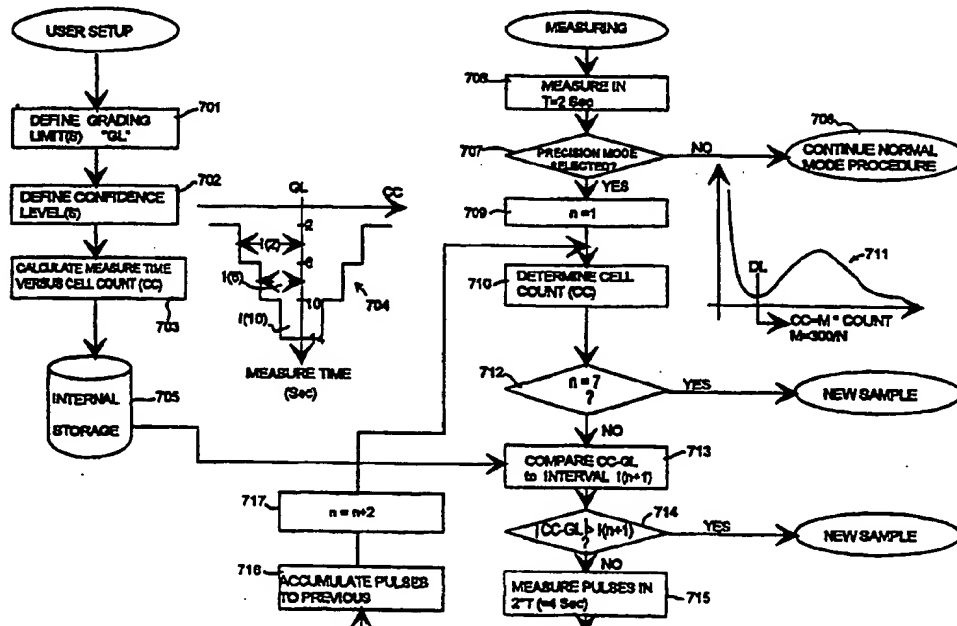 USER SETUP
701
DEFINE GRADING
LIMIT(S) "GL"
702
DEFINE CONFIDENCE
LEVEL(S)
CALCULATE MEASURE TIME
VERSUS CELL COUNT (CC)
703
INTERNAL
STORAGE
705
GL
CC
2
I(2)
6
I(6)
10
I(10)
704
MEASURE TIME
(Sec)
MEASURING
708
MEASURE IN
T=2 Sec
707
PRECISION MODE
SELECTED?
NO
706
CONTINUE NORMAL
MODE PROCEDURE
YES
709
n =1
710
DETERMINE CELL
COUNT (CC)
DL
711
CC=M * COUNT
M=300/N
712
n = 7
?
YES
NEW SAMPLE
NO
COMPARE CC-GL
to INTERVAL I(n+1)
713
|CC-GL|> I(n+1)
?
714
YES
NEW SAMPLE
NO
MEASURE PULSES IN
2*T (=4 Sec)
715
717
n = n+2
716
ACCUMULATE PULSES
TO PREVIOUS